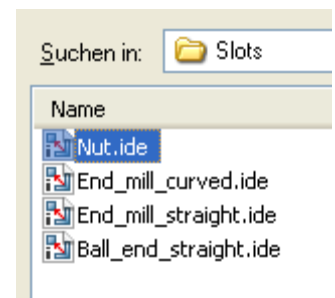 Suchen in: Slots
Name
Nut.ide
End_mill_curved.ide
End_mill_straight.ide
Ball_end_straight.ide